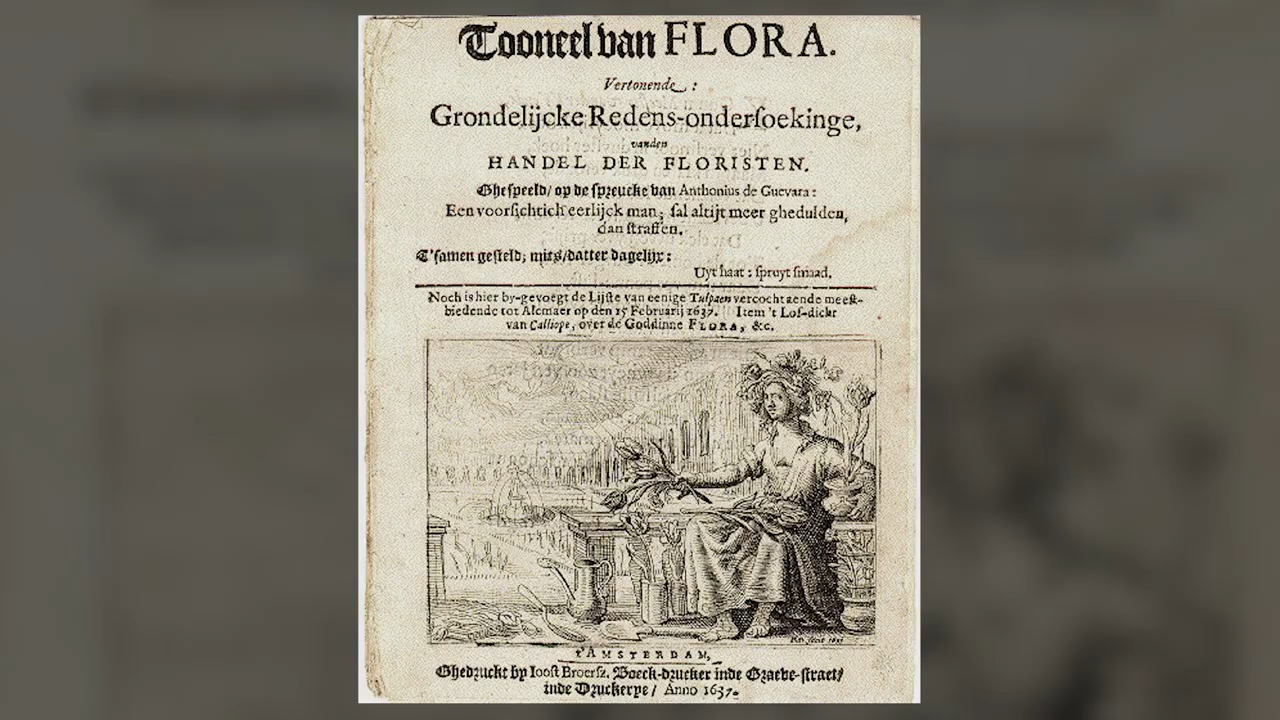 Tooneel van FLORA.
Vertonende:
Grondelijcke Redens-onderſoekinge,
vanden
HANDEL DER FLORISTEN.
Gheſpeelt/ op de ſpreucke van Anthonius de Guevara:
Een voorſichtich eerlijck man, ſal altijt meer ghedulden,
dan ſtraffen.
T'ſamen geſteld; mits/datter dagelijx:
Uyt haat: ſpruyt ſmaad.
Noch is hier by-gevoegt de Lijſte van eenige Tulpaen vercocht aende meeſt-
biedende tot Alcmaer op den 15 Februarij 1637. Item 't Lof-dicht
van Calliope, over de Goddinne FLORA, &c.
t'AMSTERDAM,
Ghedruckt by Iooſt Broerſz. Boeck-drucker inde Graeve-ſtraet/
inde Druckerye / Anno 1637.